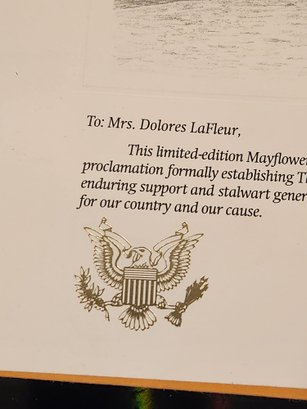 To: Mrs. Dolores LaFleur,
This limited-edition Mayflowe
proclamation formally establishing T
enduring support and stalwart gener
for our country and our cause.